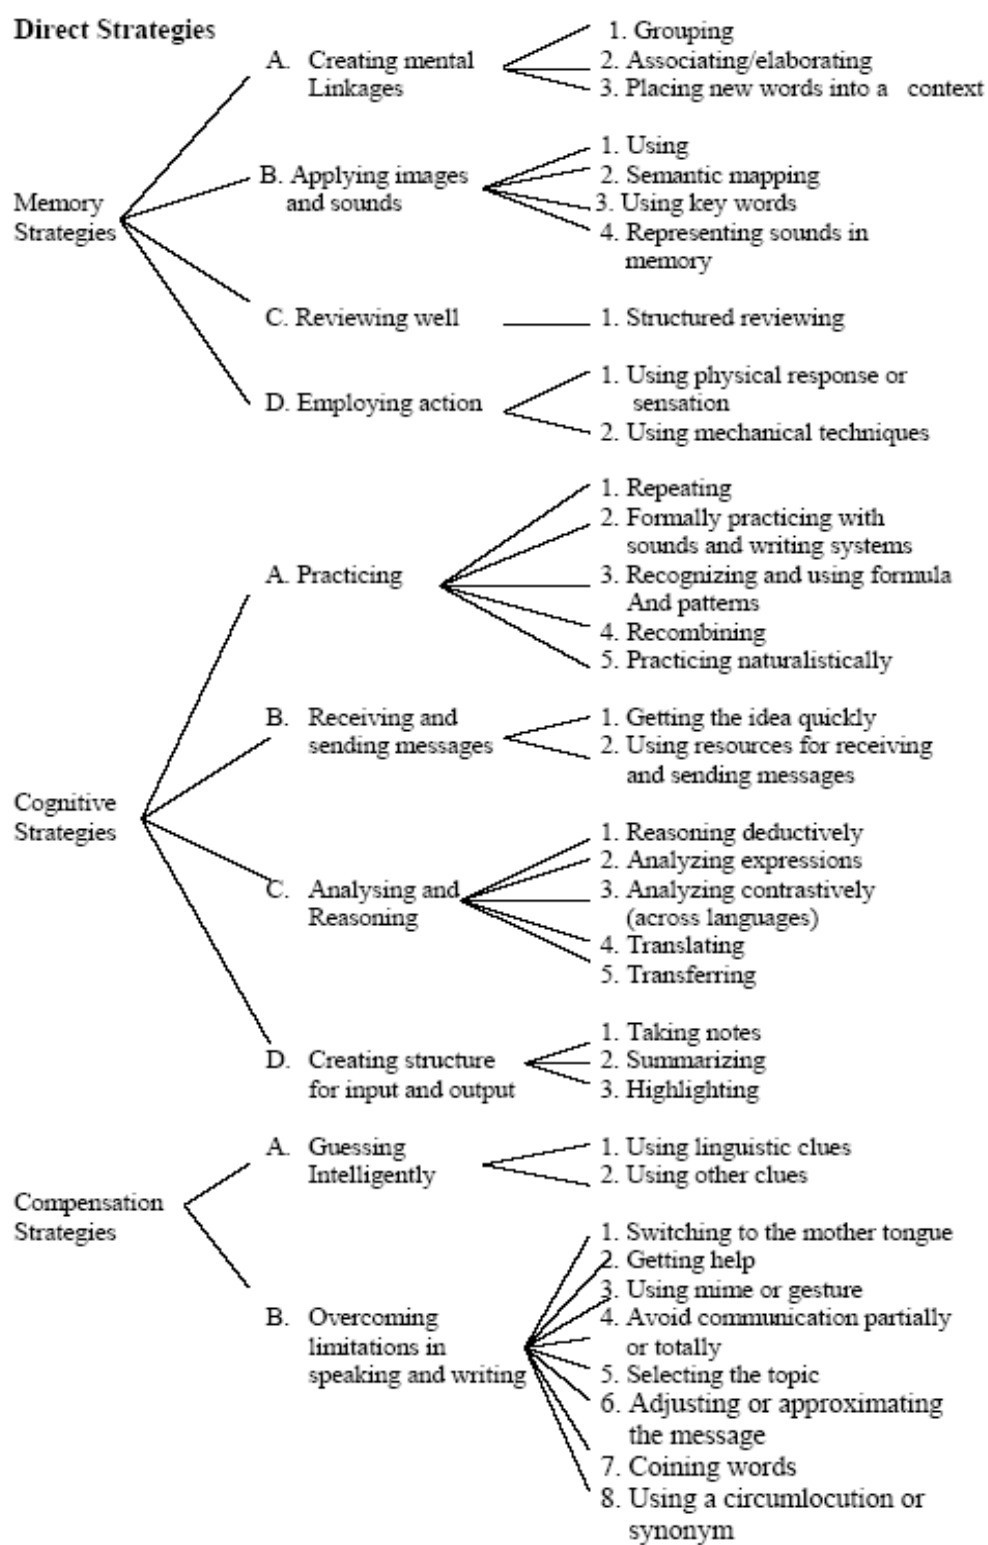 Direct Strategies
A. Creating mental
Linkages
1. Grouping
2. Associating/elaborating
3. Placing new words into a context
Memory
Strategies
B. Applying images
and sounds
1. Using
2. Semantic mapping
3. Using key words
4. Representing sounds in
memory
C. Reviewing well
1. Structured reviewing
D. Employing action
1. Using physical response or
sensation
2. Using mechanical techniques
A. Practicing
1. Repeating
2. Formally practicing with
sounds and writing systems
3. Recognizing and using formula
And patterns
4. Recombining
5. Practicing naturalistically
B. Receiving and
sending messages
1. Getting the idea quickly
2. Using resources for receiving
and sending messages
Cognitive
Strategies
C. Analysing and
Reasoning
1. Reasoning deductively
2. Analyzing expressions
3. Analyzing contrastively
(across languages)
4. Translating
5. Transferring
D. Creating structure
for input and output
1. Taking notes
2. Summarizing
3. Highlighting
A. Guessing
Intelligently
1. Using linguistic clues
2. Using other clues
Compensation
Strategies
B. Overcoming
limitations in
speaking and writing
1. Switching to the mother tongue
2. Getting help
3. Using mime or gesture
4. Avoid communication partially
or totally
5. Selecting the topic
6. Adjusting or approximating
the message
7. Coining words
8. Using a circumlocution or
synonym